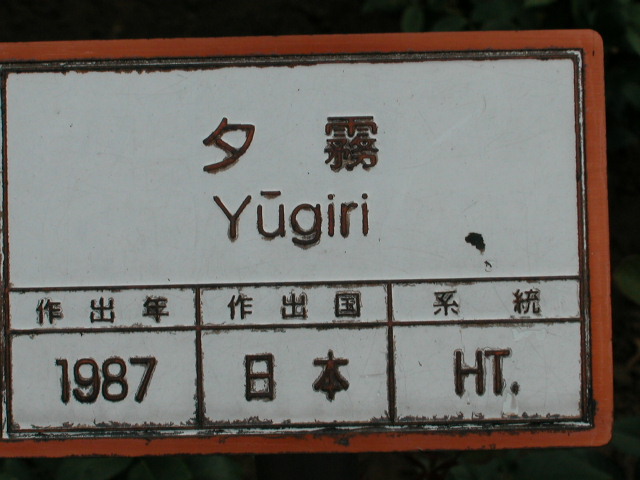 夕霧
Yūgiri
作出年 作出国 系統
1987 日本 HT.